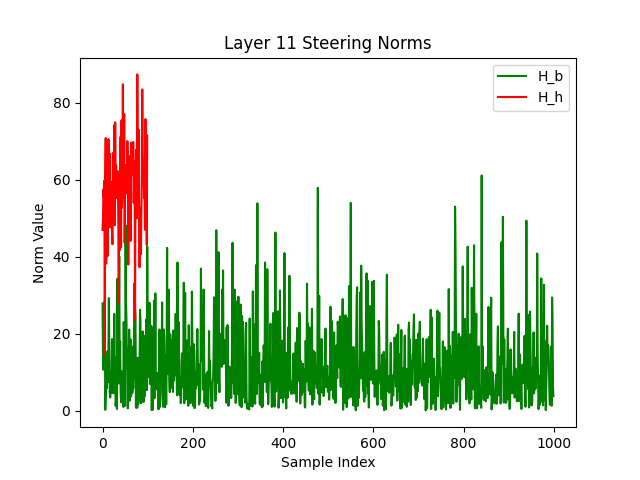 Layer 11 Steering Norms
H_b
H_h
Norm Value
80
60
40
20
0
0 200 400 600 800 1000
Sample Index